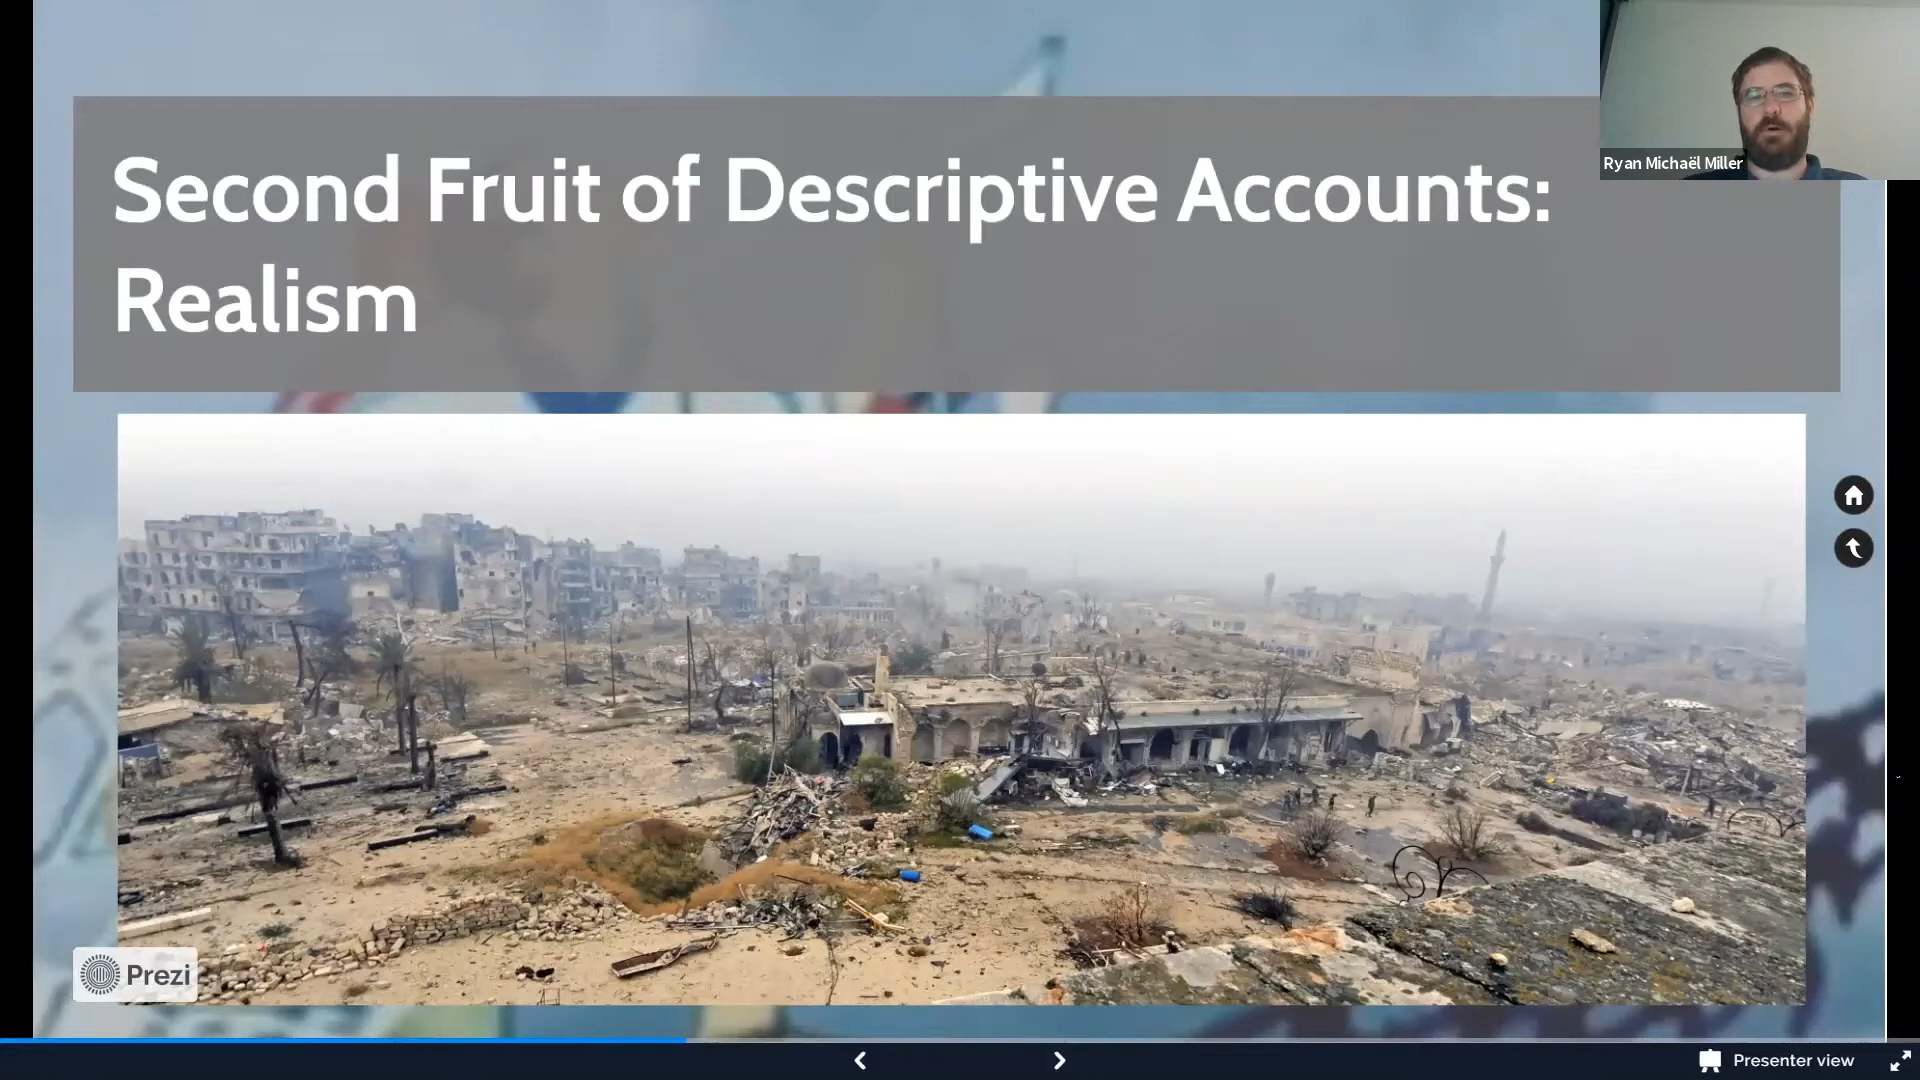 Second Fruit of Descriptive Accounts:
Realism
Ryan Michaël Miller
Prezi
Presenter view